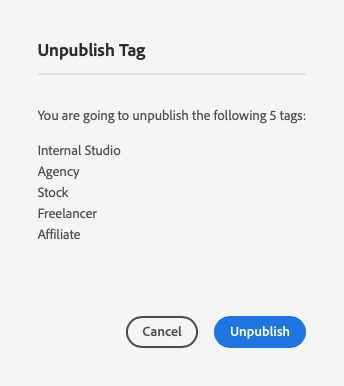 Unpublish Tag
You are going to unpublish the following 5 tags:
Internal Studio
Agency
Stock
Freelancer
Affiliate
Cancel
Unpublish